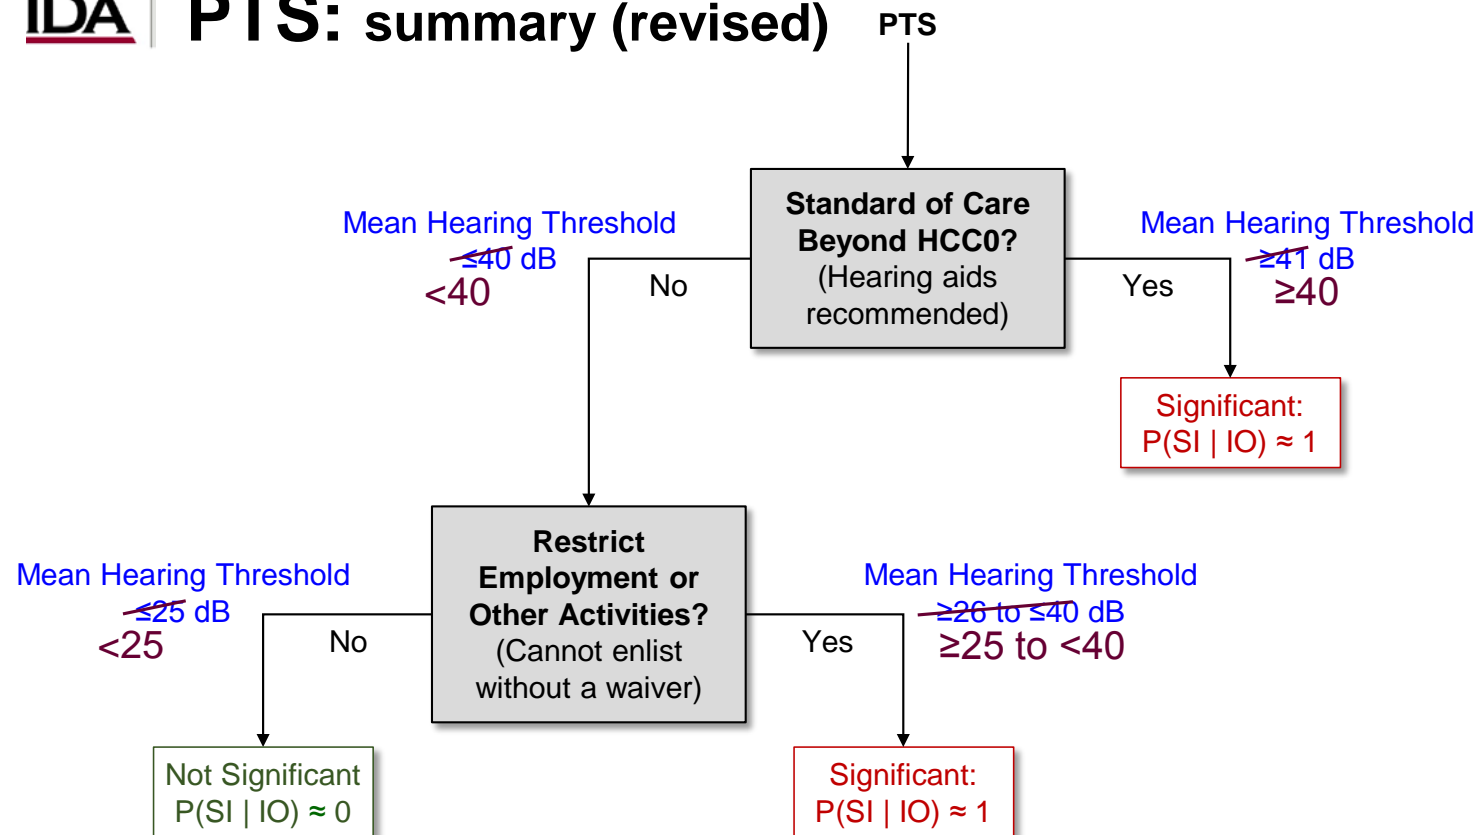 IDA PTS: summary (revised)
PTS
Standard of Care
Beyond HCC0?
(Hearing aids
recommended)
Mean Hearing Threshold
≤40 dB
<40
No
Mean Hearing Threshold
≥41 dB
≥40
Yes
Significant:
P(SI | IO) ≈ 1
Restrict
Employment or
Other Activities?
(Cannot enlist
without a waiver)
Mean Hearing Threshold
≤25 dB
<25
No
Mean Hearing Threshold
≥26 to ≤40 dB
≥25 to <40
Yes
Not Significant
P(SI | IO) ≈ 0
Significant:
P(SI | IO) ≈ 1